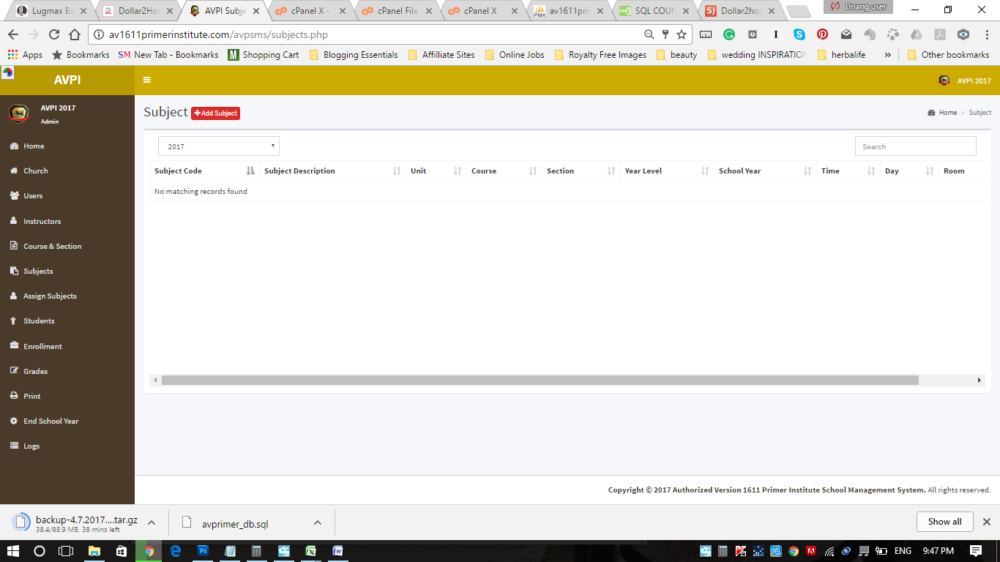 Lugmax Ba
Dollar2Hos
AVPI Subje
cPanel X -
cPanel File
cPanel X
av1611prim
SQL COUN
Dollar2hos
Unang user
av1611primerinstitute.com/avpsms/subjects.php
Apps
Bookmarks
SM New Tab - Bookmarks
Shopping Cart
Blogging Essentials
Affilliate Sites
Online Jobs
Royalty Free Images
beauty
wedding INSPIRATION
herbalife
»
Other bookmarks
AVPI
AVPI 2017
AVPI 2017
Admin
Home
Church
Users
Instructors
Course & Section
Subjects
Assign Subjects
Students
Enrollment
Grades
Print
End School Year
Logs
Subject
Add Subject
Home > Subject
2017
Search
Subject Code
Subject Description
Unit
Course
Section
Year Level
School Year
Time
Day
Room
No matching records found
Copyright © 2017 Authorized Version 1611 Primer Institute School Management System. All rights reserved.
backup-4.7.2017....tar.gz
38.4/88.9 MB, 38 mins left
avprimer_db.sql
Show all
ENG
9:47 PM